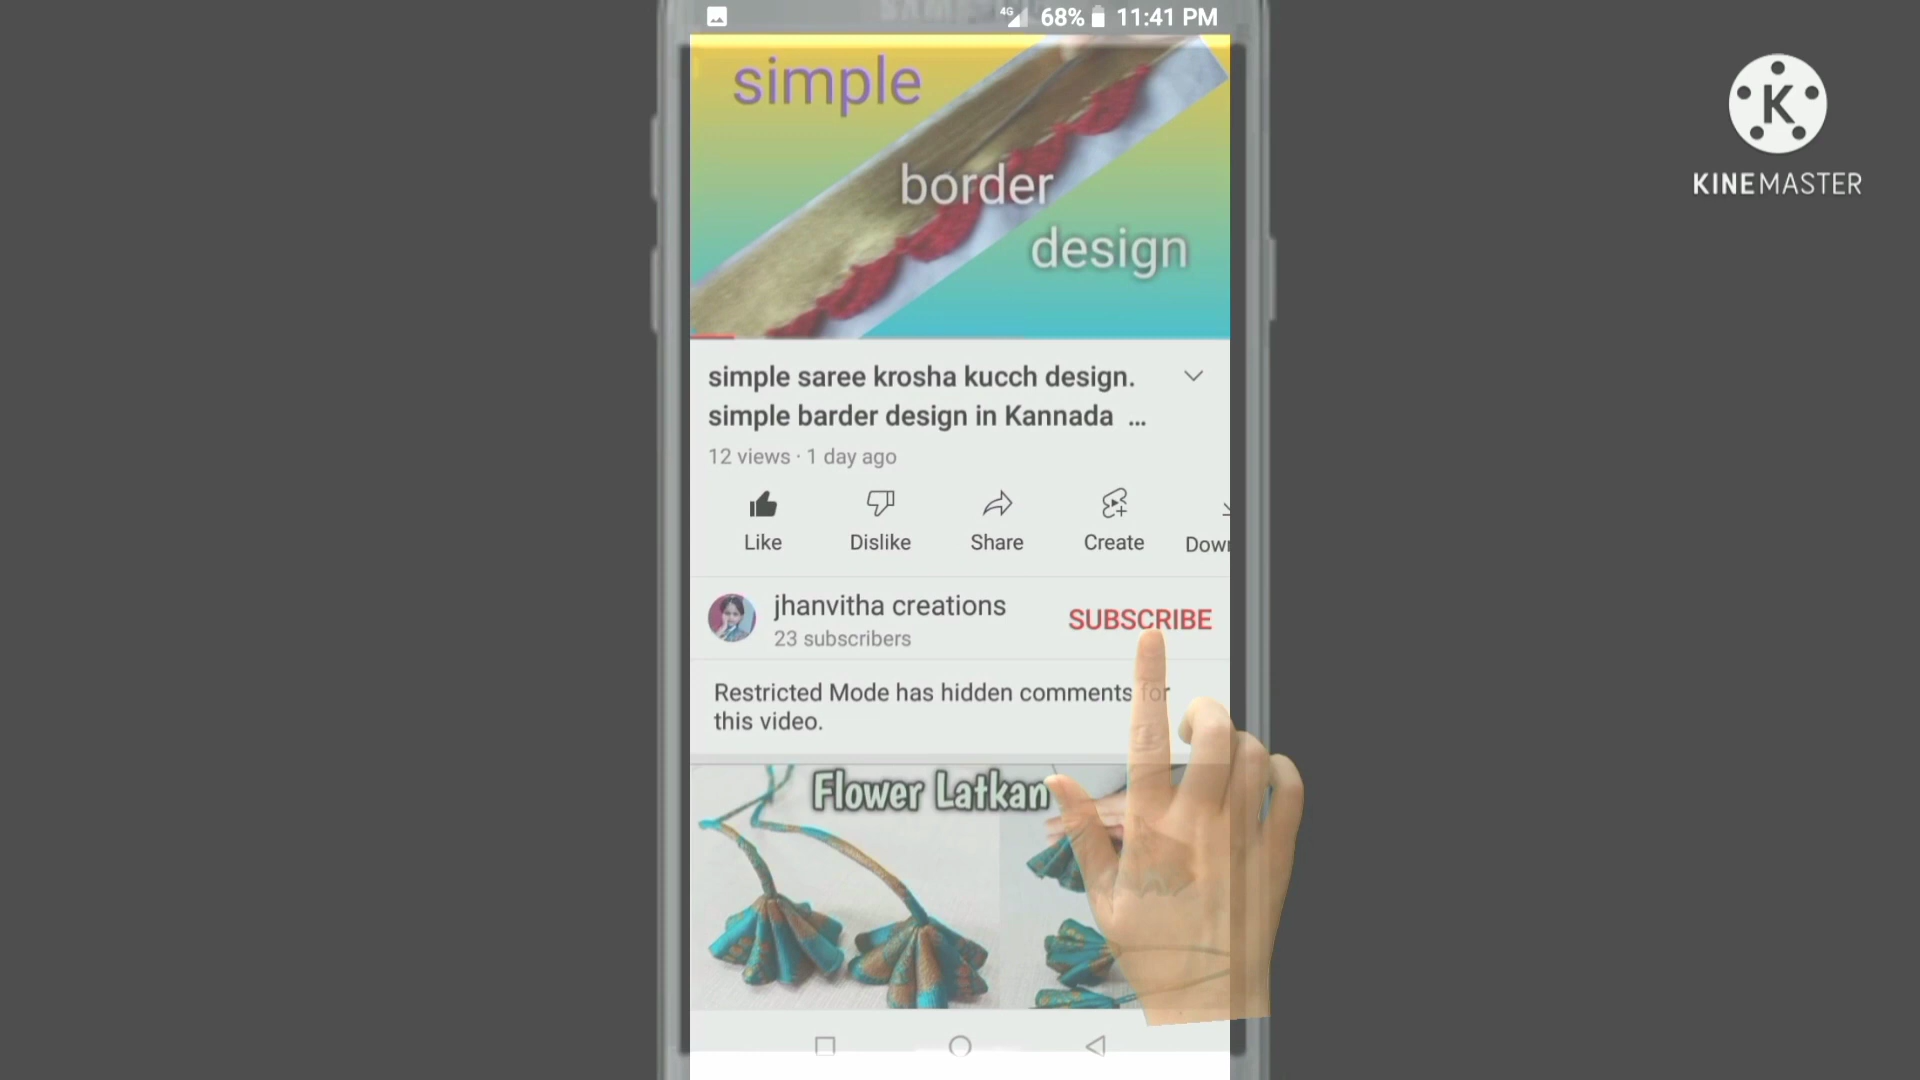 4G 68% 11:41 PM
simple
border
design
KINEMASTER
simple saree krosha kucch design.
simple barder design in Kannada ...
12 views · 1 day ago
Like Dislike Share Create Down
jhanvitha creations
23 subscribers
SUBSCRIBE
Restricted Mode has hidden comments for
this video.
Flower Latkan